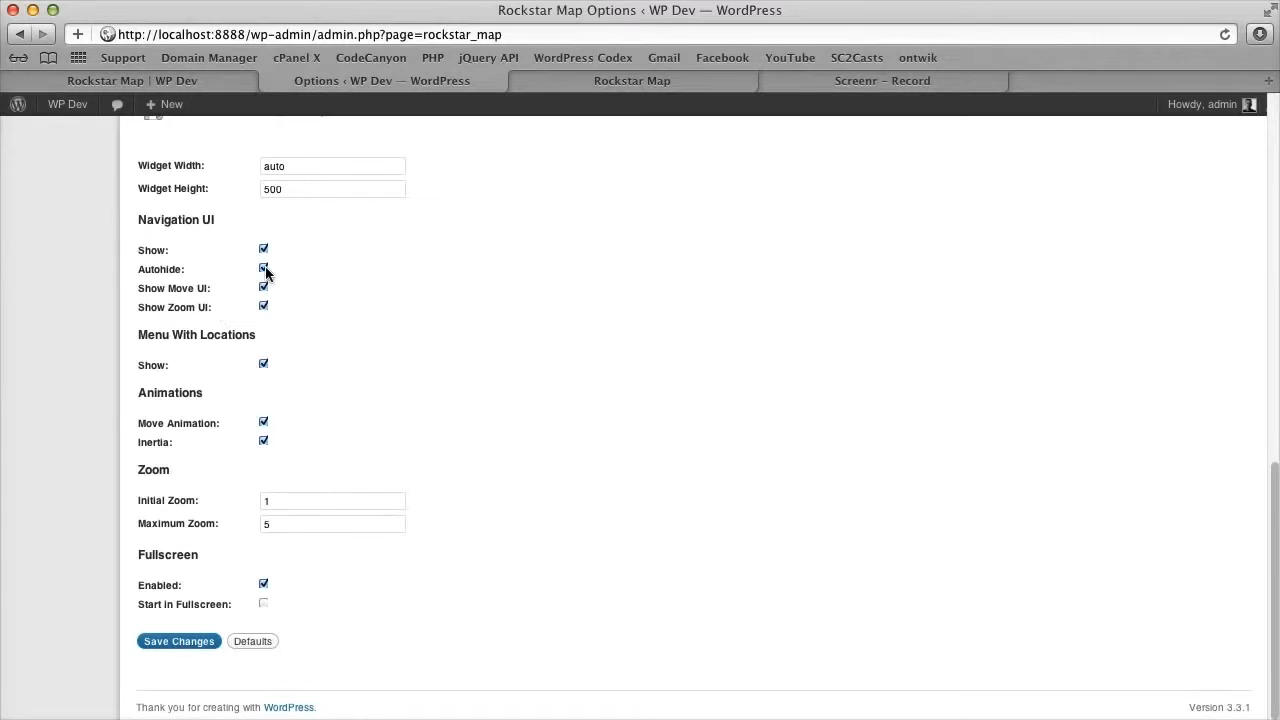 Rockstar Map Options ‹ WP Dev — WordPress
http://localhost:8888/wp-admin/admin.php?page=rockstar_map
Support Domain Manager cPanel X CodeCanyon PHP jQuery API WordPress Codex Gmail Facebook YouTube SC2Casts ontwik
Rockstar Map | WP Dev Options ‹ WP Dev — WordPress Rockstar Map Screenr – Record
WP Dev New Howdy, admin
Widget Width: auto
Widget Height: 500
Navigation UI
Show:
Autohide:
Show Move UI:
Show Zoom UI:
Menu With Locations
Show:
Animations
Move Animation:
Inertia:
Zoom
Initial Zoom: 1
Maximum Zoom: 5
Fullscreen
Enabled:
Start in Fullscreen:
Save Changes Defaults
Thank you for creating with WordPress. Version 3.3.1